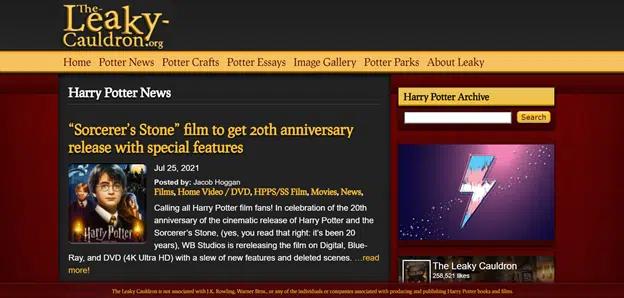 The-
Leaky-
Cauldron.org
Home Potter News Potter Crafts Potter Essays Image Gallery Potter Parks About Leaky
Harry Potter News
“Sorcerer’s Stone” film to get 20th anniversary
release with special features
Jul 25, 2021
Posted by: Jacob Hoggan
Films, Home Video / DVD, HPPS/SS Film, Movies, News,
Harry Potter
Calling all Harry Potter film fans! In celebration of the 20th
anniversary of the cinematic release of Harry Potter and the
Sorcerer’s Stone, (yes, you read that right: it’s been 20
years), WB Studios is rereleasing the film on Digital, Blue-
Ray, and DVD (4K Ultra HD) with a slew of new features and deleted scenes. …read
more!
Harry Potter Archive
Search
The Leaky Cauldron
258,521 likes
The Leaky Cauldron is not associated with J.K. Rowling, Warner Bros., or any of the individuals or companies associated with producing and publishing Harry Potter books and films.